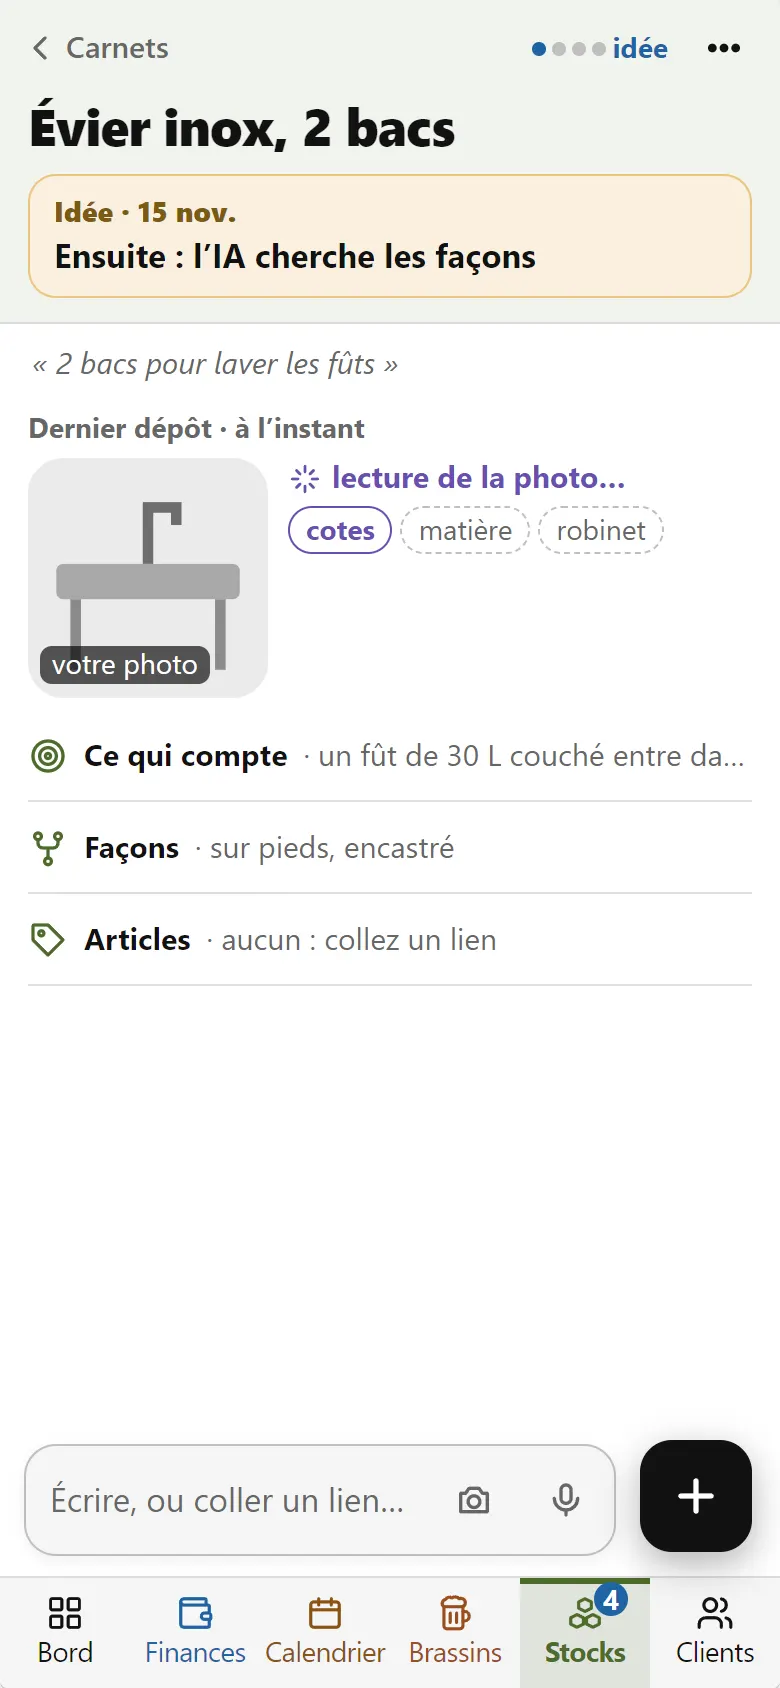 Carnets
idée
Évier inox, 2 bacs
Idée · 15 nov.
Ensuite : l’IA cherche les façons
« 2 bacs pour laver les fûts »
Dernier dépôt · à l’instant
lecture de la photo…
cotes matière robinet
votre photo
Ce qui compte · un fût de 30 L couché entre da…
Façons · sur pieds, encastré
Articles · aucun : collez un lien
Écrire, ou coller un lien…
4
Bord Finances Calendrier Brassins Stocks Clients